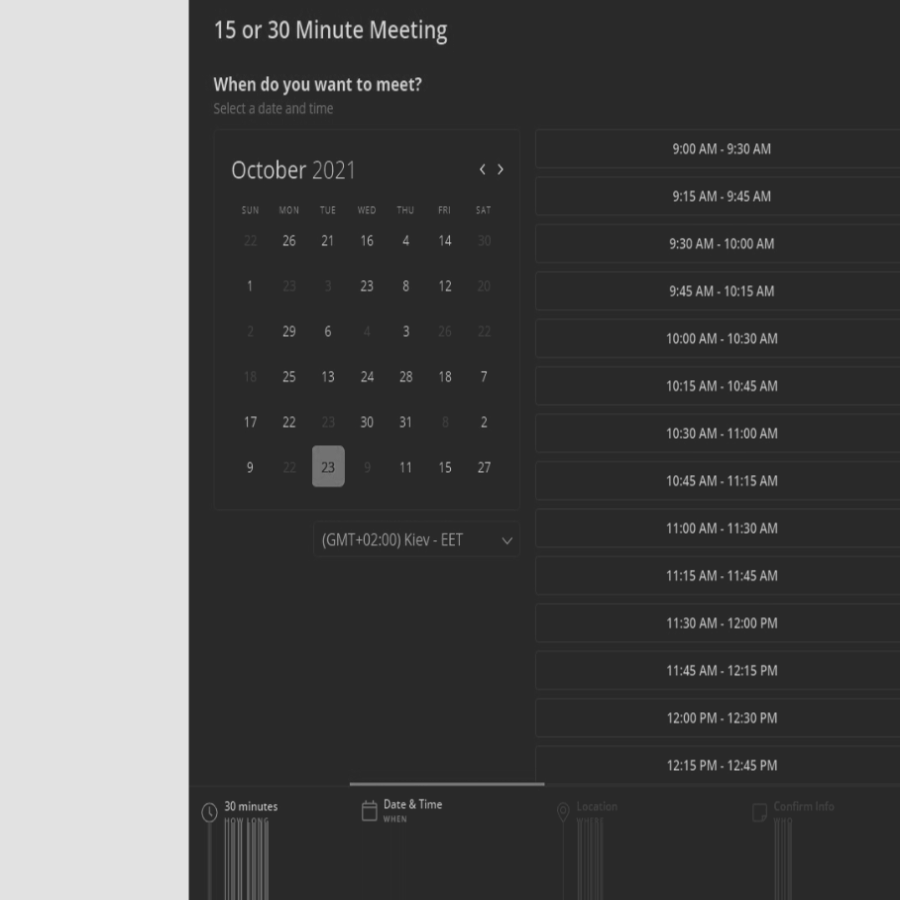 15 or 30 Minute Meeting
When do you want to meet?
Select a date and time
October 2021
SUN MON TUE WED THU FRI SAT
22 26 21 16 4 14 30
1 23 3 23 8 12 20
2 29 6 4 3 26 22
18 25 13 24 28 18 7
17 22 23 30 31 8 2
9 22 23 9 11 15 27
(GMT+02:00) Kiev - EET
9:00 AM - 9:30 AM
9:15 AM - 9:45 AM
9:30 AM - 10:00 AM
9:45 AM - 10:15 AM
10:00 AM - 10:30 AM
10:15 AM - 10:45 AM
10:30 AM - 11:00 AM
10:45 AM - 11:15 AM
11:00 AM - 11:30 AM
11:15 AM - 11:45 AM
11:30 AM - 12:00 PM
11:45 AM - 12:15 PM
12:00 PM - 12:30 PM
12:15 PM - 12:45 PM
30 minutes
HOW LONG
Date & Time
WHEN
Location
Confirm Info